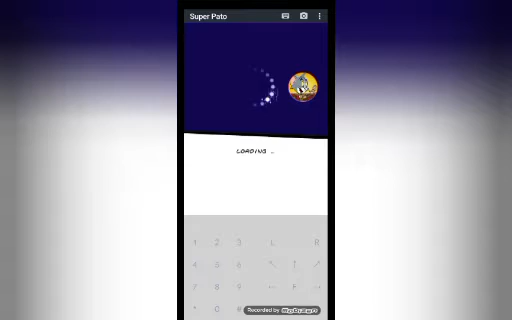 Super Pato
LOADING ..
1 2 3 L R
4 5 6 ↖ ↑ ↗
7 8 9 ← F →
* 0 #
Recorded by